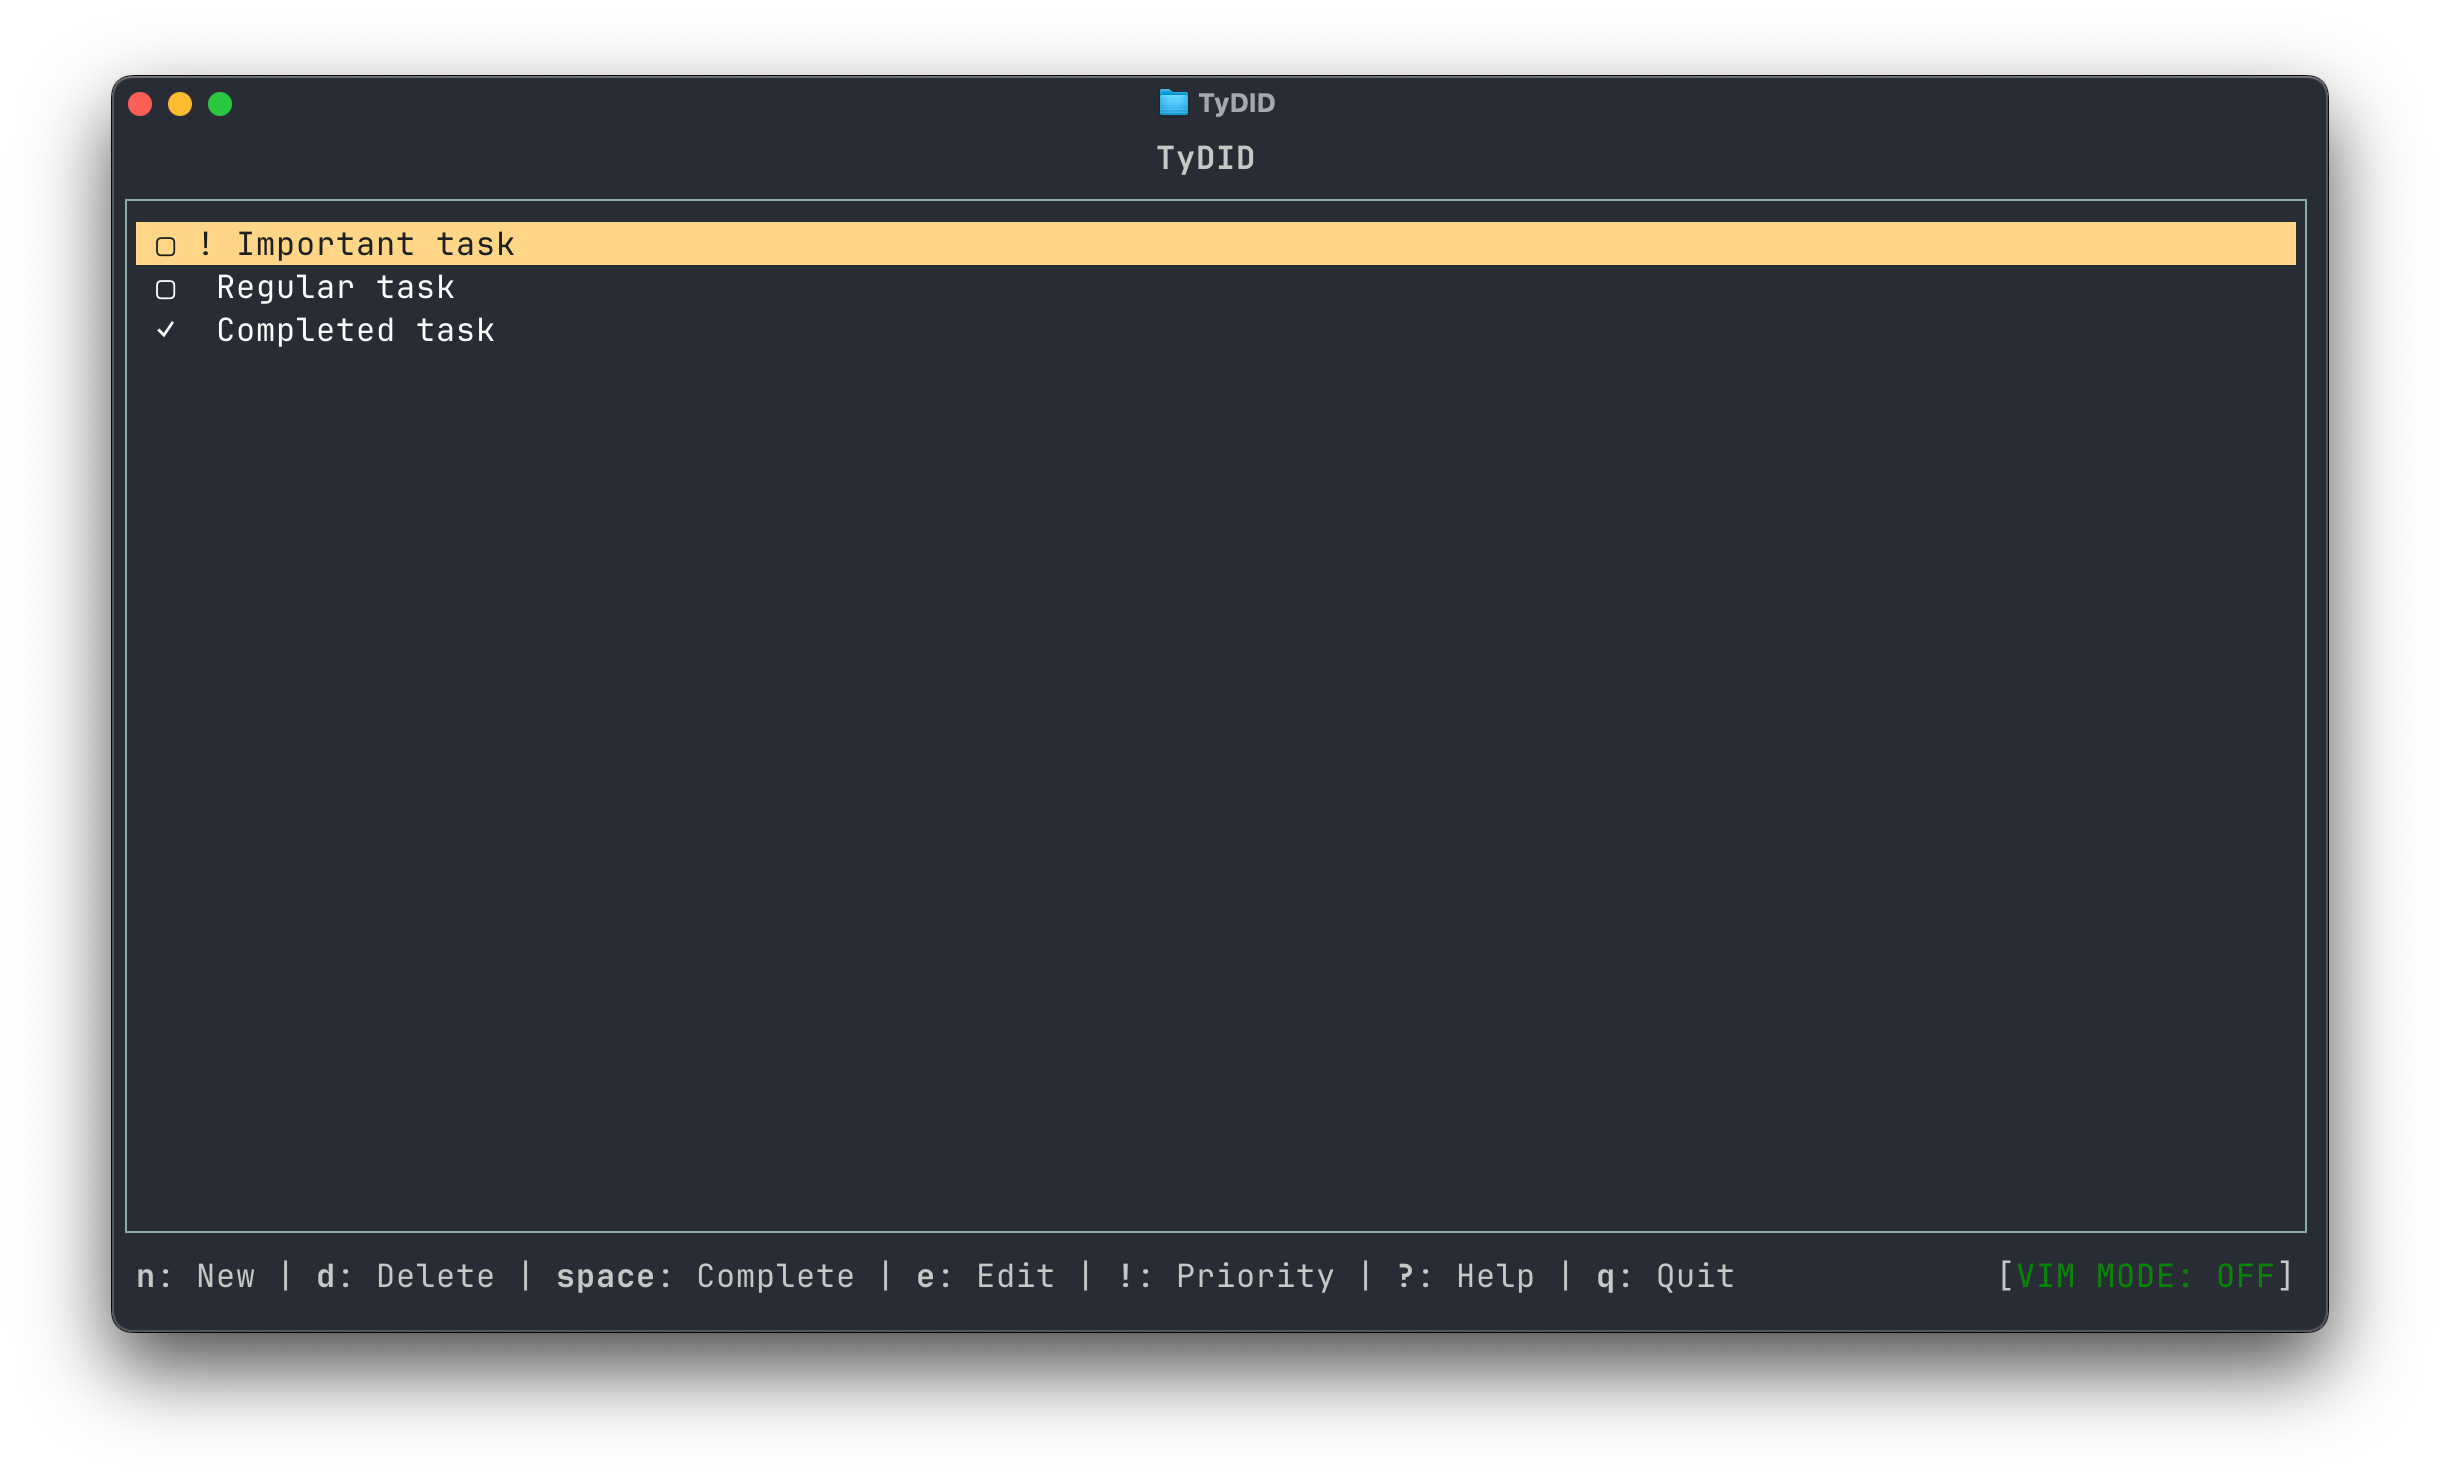 TyDID
TyDID
▢ ! Important task
▢ Regular task
✓ Completed task
n: New | d: Delete | space: Complete | e: Edit | !: Priority | ?: Help | q: Quit [VIM MODE: OFF]